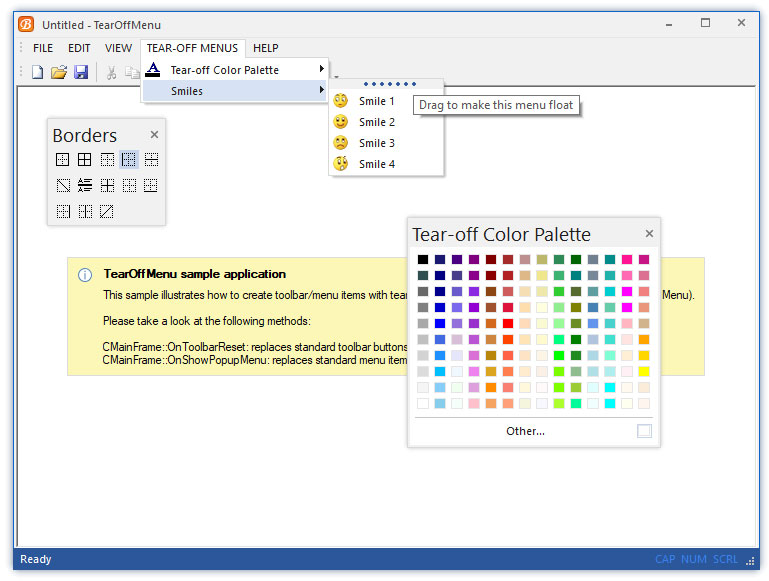 Untitled - TearOffMenu
FILE EDIT VIEW TEAR-OFF MENUS HELP
Tear-off Color Palette
Smiles
Smile 1
Smile 2
Smile 3
Smile 4
Drag to make this menu float
Borders
Tear-off Color Palette
Other...
TearOffMenu sample application
This sample illustrates how to create toolbar/menu items with tear
Menu).
Please take a look at the following methods:
CMainFrame::OnToolbarReset: replaces standard toolbar buttons
CMainFrame::OnShowPopupMenu: replaces standard menu item
Ready
CAP NUM SCRL